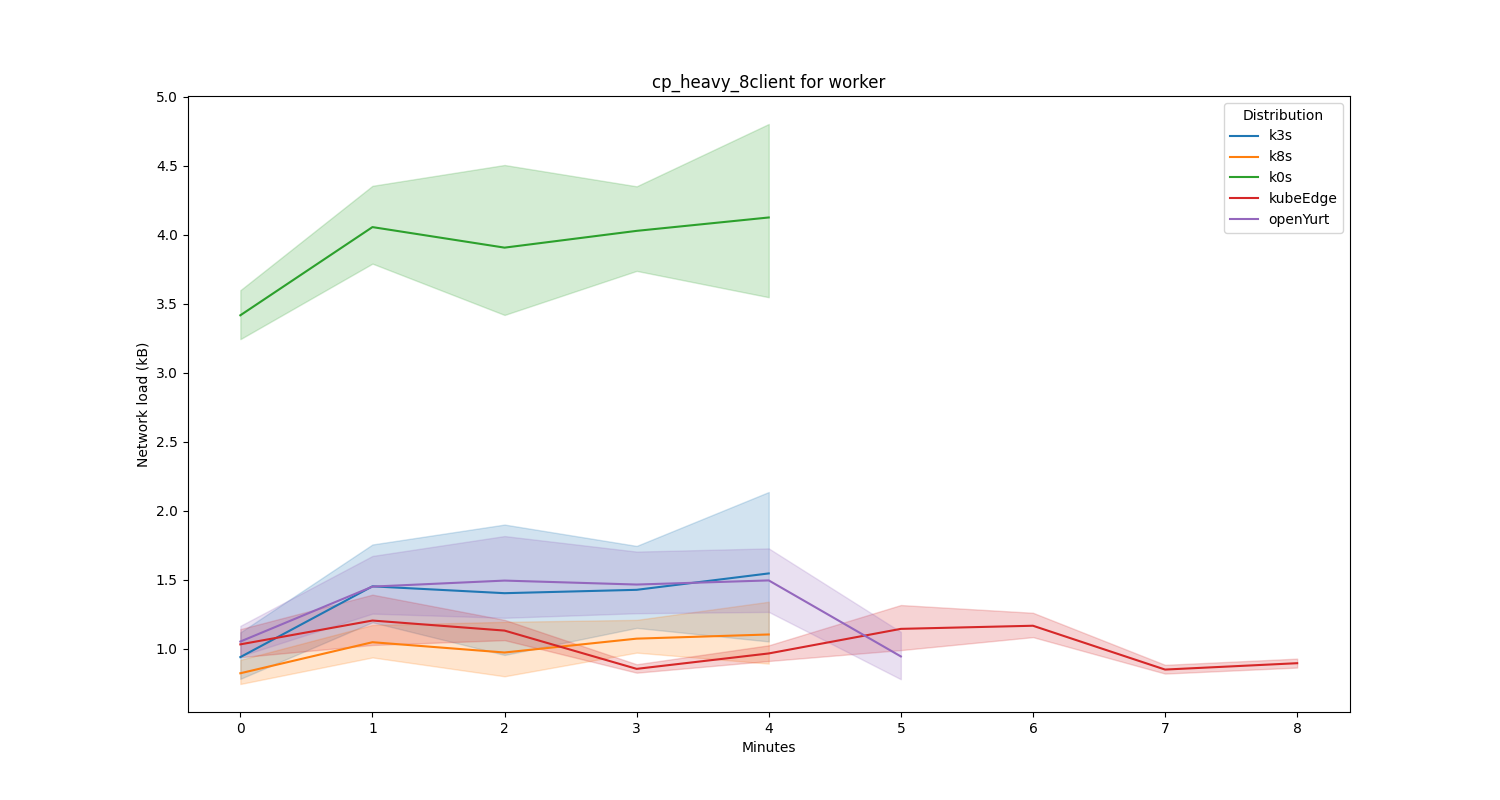 cp_heavy_8client for worker
Network load (kB)
5.0
4.5
4.0
3.5
3.0
2.5
2.0
1.5
1.0
Distribution
k3s
k8s
k0s
kubeEdge
openYurt
0 1 2 3 4 5 6 7 8
Minutes